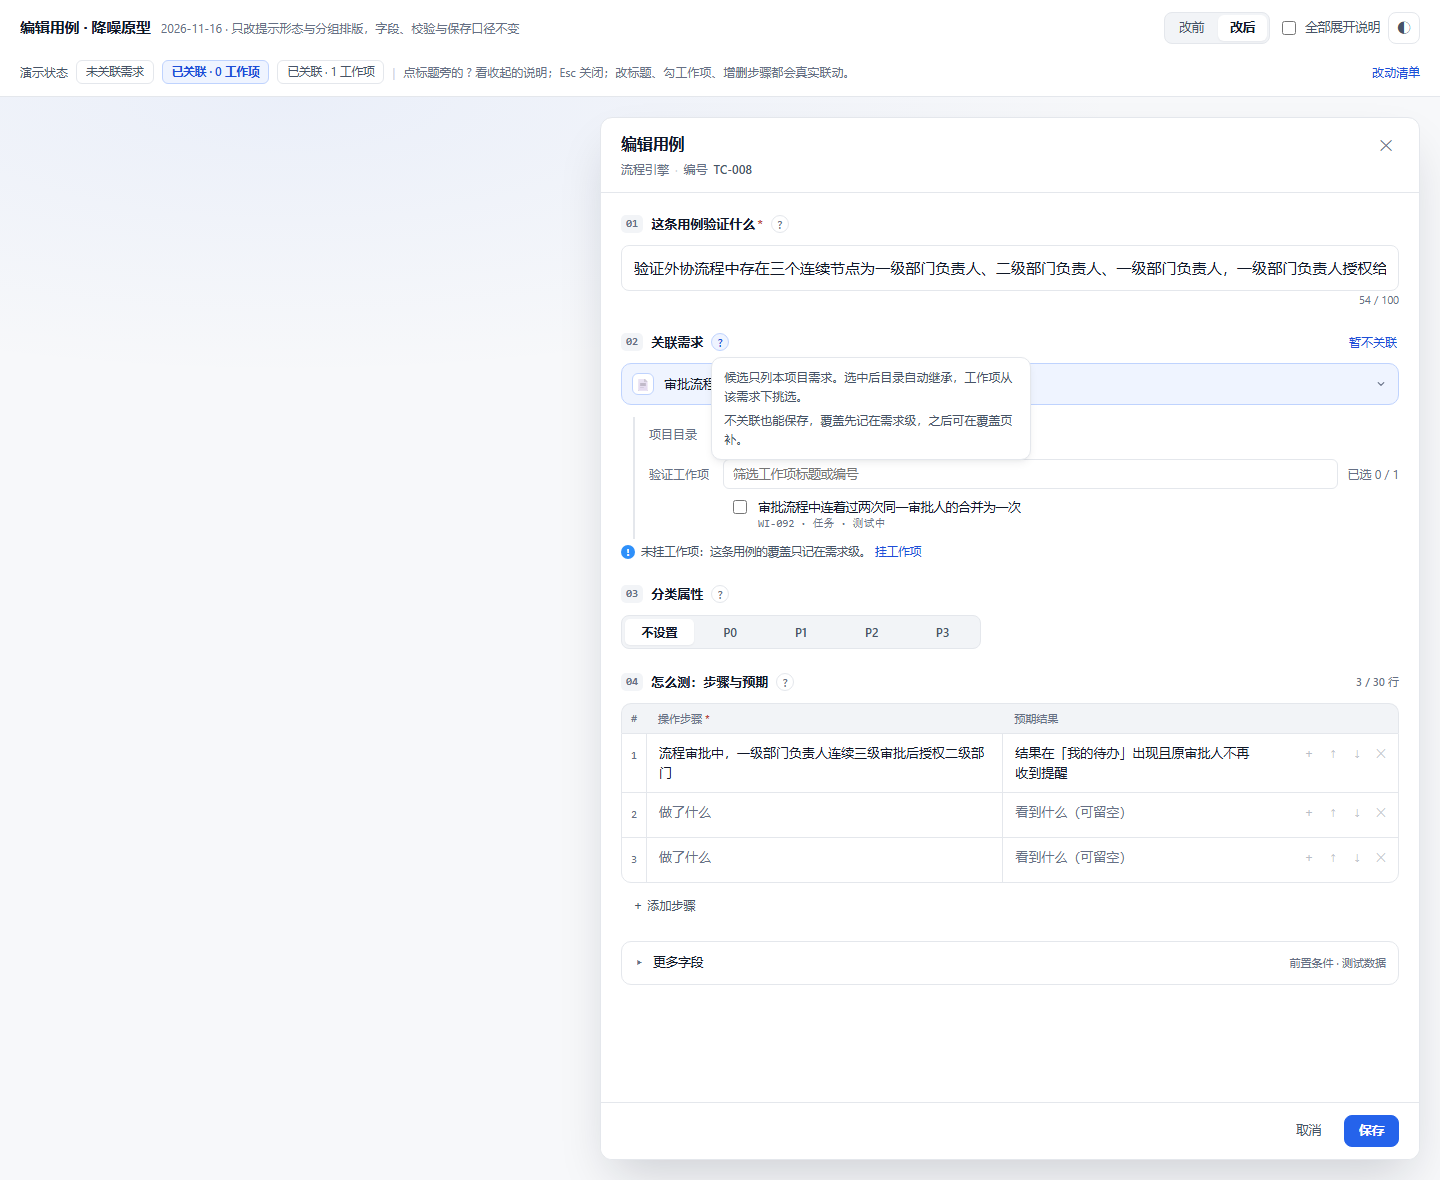 编辑用例 · 降噪原型 2026-11-16 · 只改提示形态与分组排版，字段、校验与保存口径不变
改前 改后 全部展开说明
演示状态 未关联需求 已关联 · 0 工作项 已关联 · 1 工作项 | 点标题旁的 ? 看收起的说明；Esc 关闭；改标题、勾工作项、增删步骤都会真实联动。
改动清单
编辑用例
流程引擎 · 编号 TC-008
01 这条用例验证什么 * ?
验证外协流程中存在三个连续节点为一级部门负责人、二级部门负责人、一级部门负责人，一级部门负责人授权给
54 / 100
02 关联需求 ? 暂不关联
审批流程
候选只列本项目需求。选中后目录自动继承，工作项从
该需求下挑选。
不关联也能保存，覆盖先记在需求级，之后可在覆盖页
补。
项目目录
验证工作项 筛选工作项标题或编号 已选 0 / 1
审批流程中连着过两次同一审批人的合并为一次
WI-092 · 任务 · 测试中
! 未挂工作项：这条用例的覆盖只记在需求级。 挂工作项
03 分类属性 ?
不设置 P0 P1 P2 P3
04 怎么测：步骤与预期 ? 3 / 30 行
# 操作步骤 * 预期结果
1 流程审批中，一级部门负责人连续三级审批后授权二级部
门
结果在「我的待办」出现且原审批人不再
收到提醒
+ ↑ ↓ ×
2 做了什么 看到什么（可留空） + ↑ ↓ ×
3 做了什么 看到什么（可留空） + ↑ ↓ ×
+ 添加步骤
更多字段 前置条件 · 测试数据
取消 保存